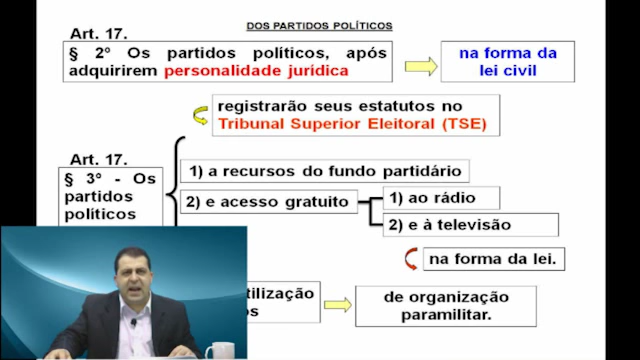 DOS PARTIDOS POLÍTICOS
Art. 17.
§ 2º Os partidos políticos, após
adquirirem personalidade jurídica
na forma da
lei civil
registrarão seus estatutos no
Tribunal Superior Eleitoral (TSE)
Art. 17.
§ 3º - Os
partidos
políticos
1) a recursos do fundo partidário
2) e acesso gratuito
1) ao rádio
2) e à televisão
na forma da lei.
de organização
paramilitar.